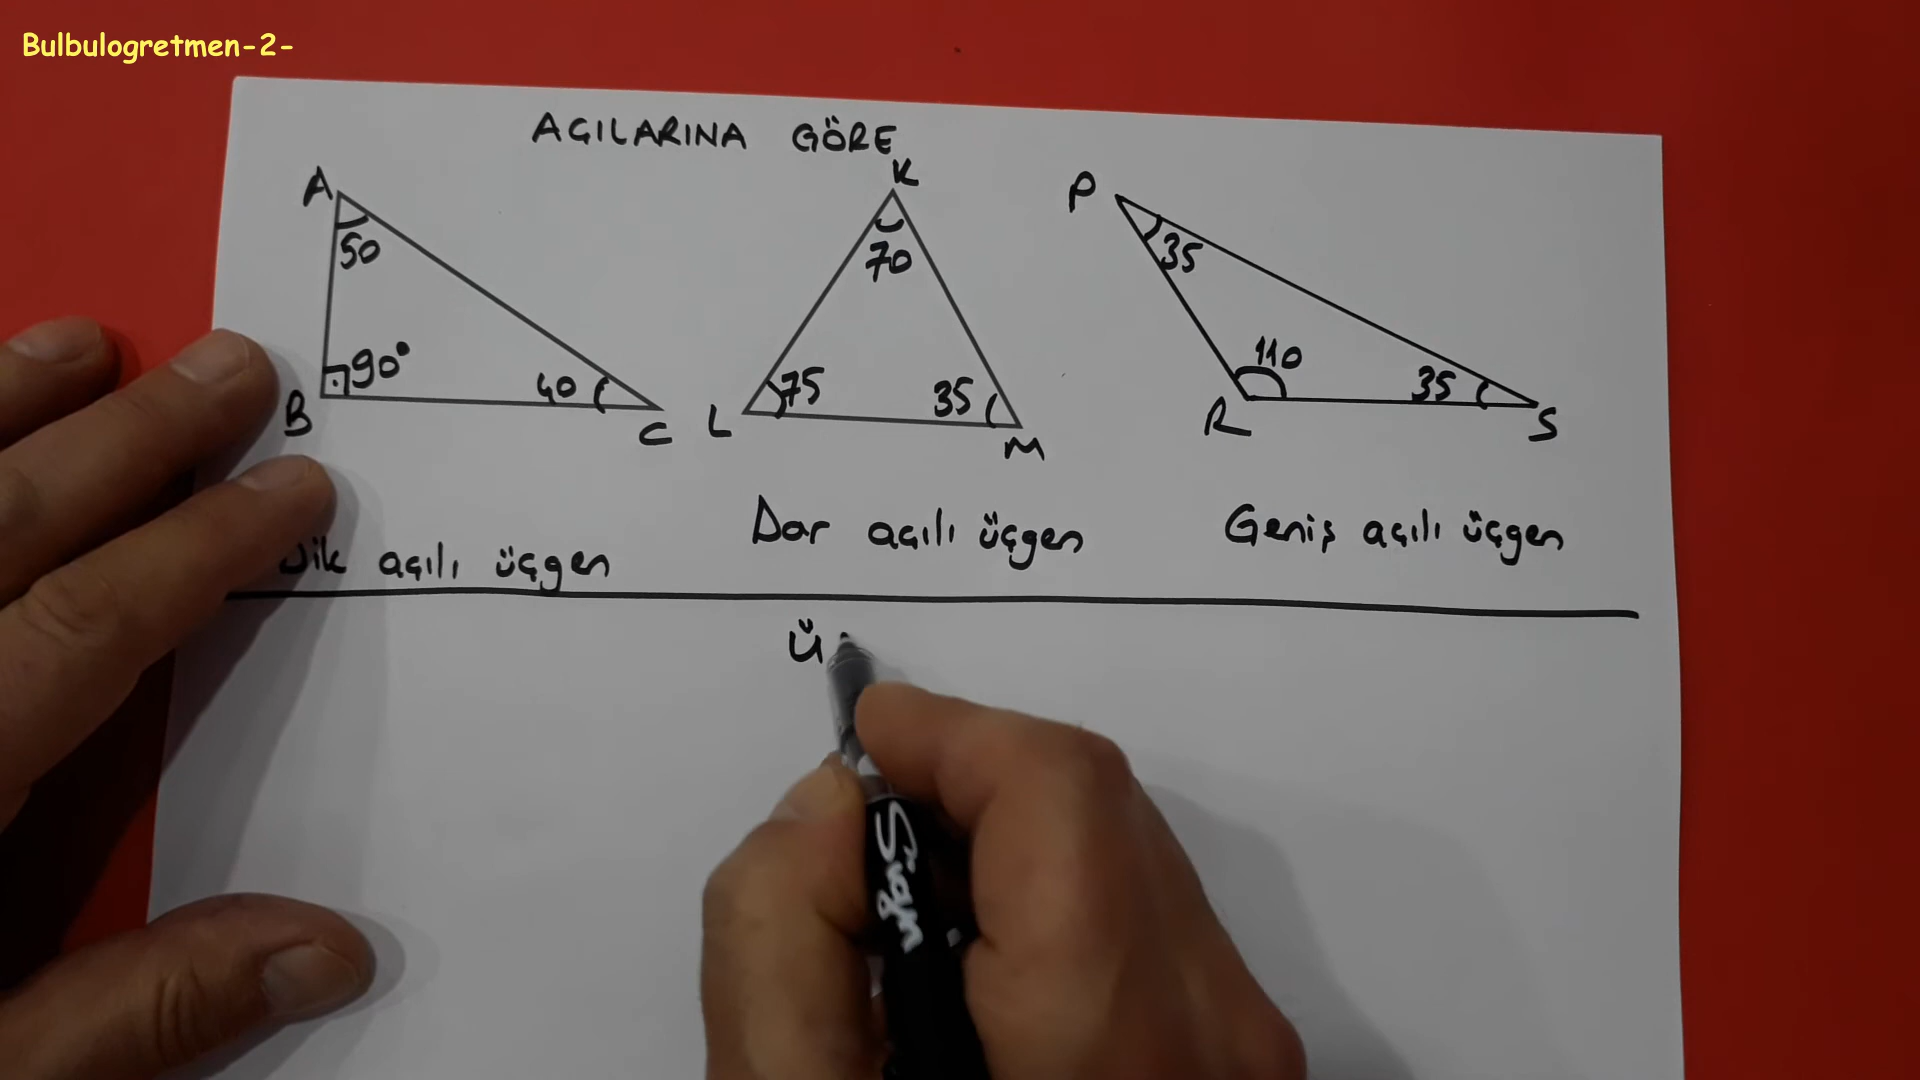 Bulbulogretmen-2-
AÇILARINA GÖRE
A
K
P
50
70
35
90°
40
75
35
110
35
B
C
L
M
R
S
Dar açılı üçgen
Geniş açılı üçgen
açılı üçgen
Ü